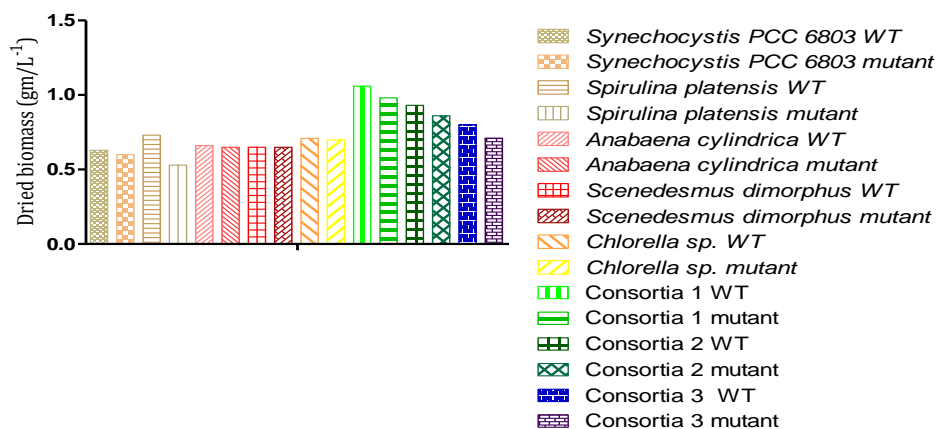 Dried biomass (gm/L⁻¹)
1.5
1.0
0.5
0.0
Synechocystis PCC 6803 WT
Synechocystis PCC 6803 mutant
Spirulina platensis WT
Spirulina platensis mutant
Anabaena cylindrica WT
Anabaena cylindrica mutant
Scenedesmus dimorphus WT
Scenedesmus dimorphus mutant
Chlorella sp. WT
Chlorella sp. mutant
Consortia 1 WT
Consortia 1 mutant
Consortia 2 WT
Consortia 2 mutant
Consortia 3 WT
Consortia 3 mutant